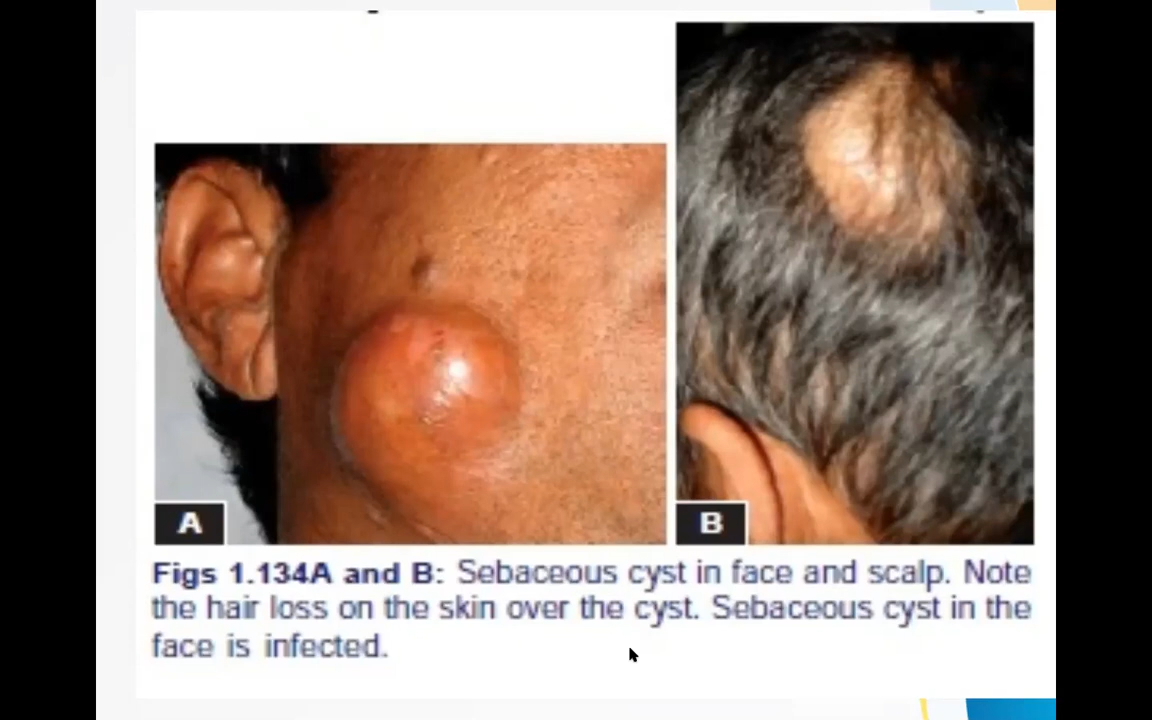 A
B
Figs 1.134A and B: Sebaceous cyst in face and scalp. Note
the hair loss on the skin over the cyst. Sebaceous cyst in the
face is infected.